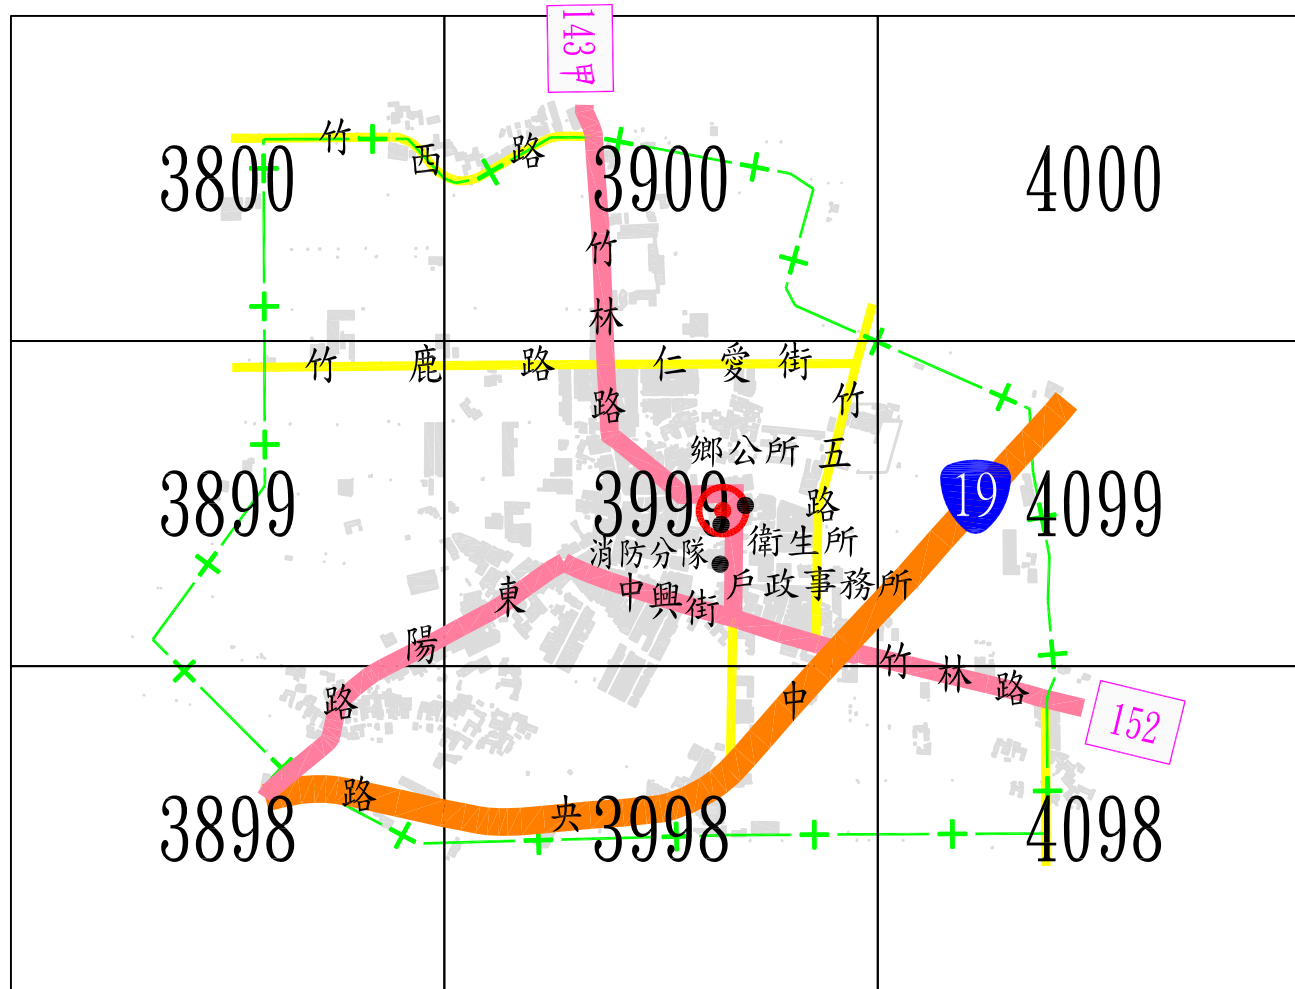 143甲
竹西路
3800
3900
4000
竹林路
竹鹿路
仁愛街
竹五路
鄉公所
19
3899
3999
4099
衛生所
消防分隊
戶政事務所
中興街
東陽路
竹林路
152
中央路
3898
3998
4098